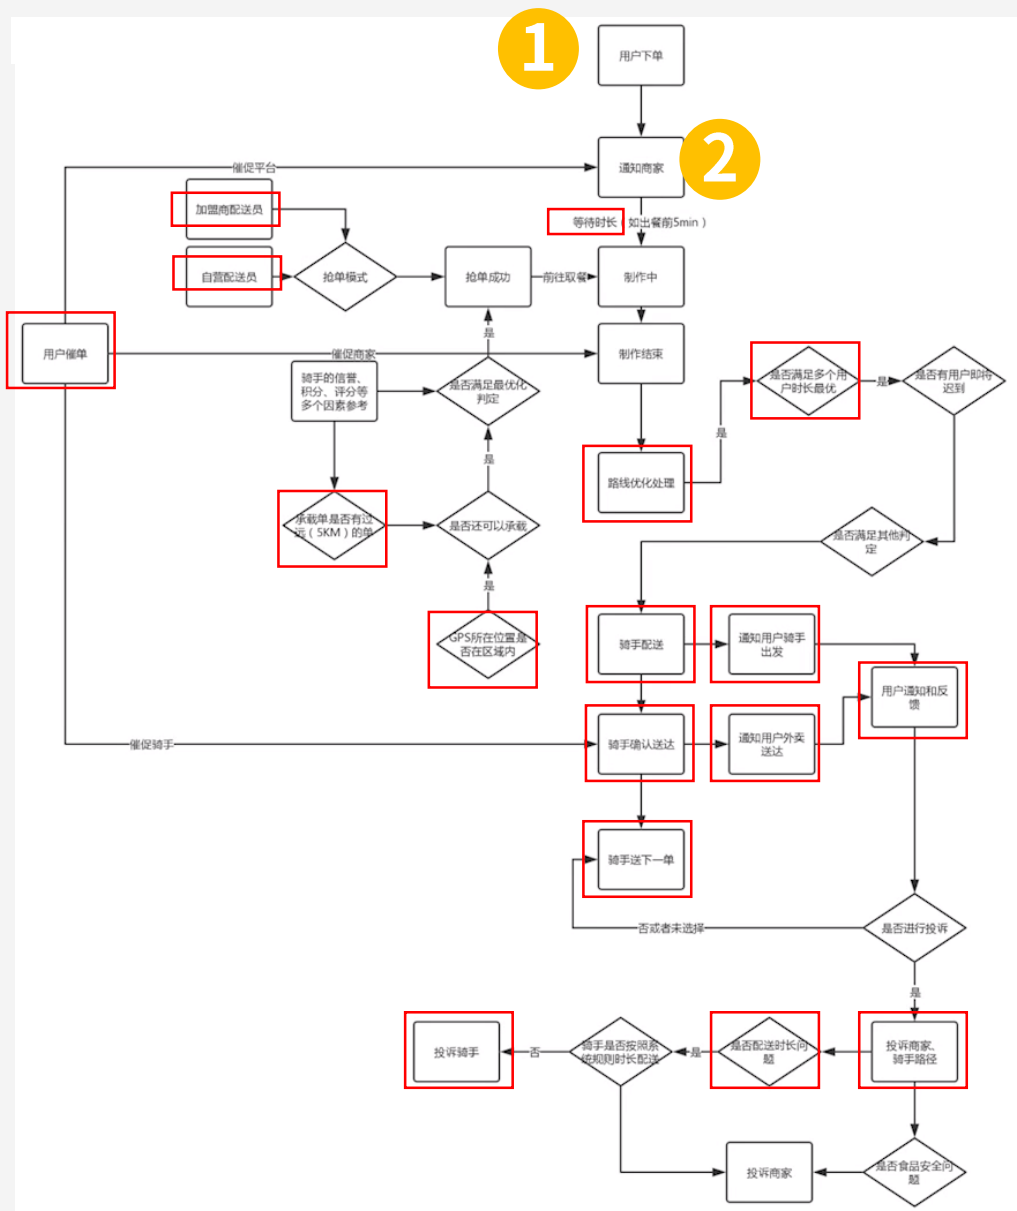 1
用户下单
2
通知商家
催促平台
加盟商配送员
等待时长（如出餐前5min）
自营配送员
抢单模式
抢单成功
前往取餐
制作中
是
用户催单
催促商家
制作结束
骑手的信誉、
积分、评分等
多个因素参考
是否满足最优化
判定
是否满足多个用
户时长最优
是
是否有用户即将
迟到
是
是
路线优化处理
承载单是否有过
远（5KM）的单
是否还可以承载
是否满足其他判
定
是
GPS所在位置是
否在区域内
骑手配送
通知用户骑手
出发
用户通知和反
馈
催促骑手
骑手确认送达
通知用户外卖
送达
骑手送下一单
否或者未选择
是否进行投诉
是
投诉骑手
否
骑手是否按照系
统规则时长配送
是
是否配送时长问
题
投诉商家、
骑手路径
投诉商家
是否食品安全问
题